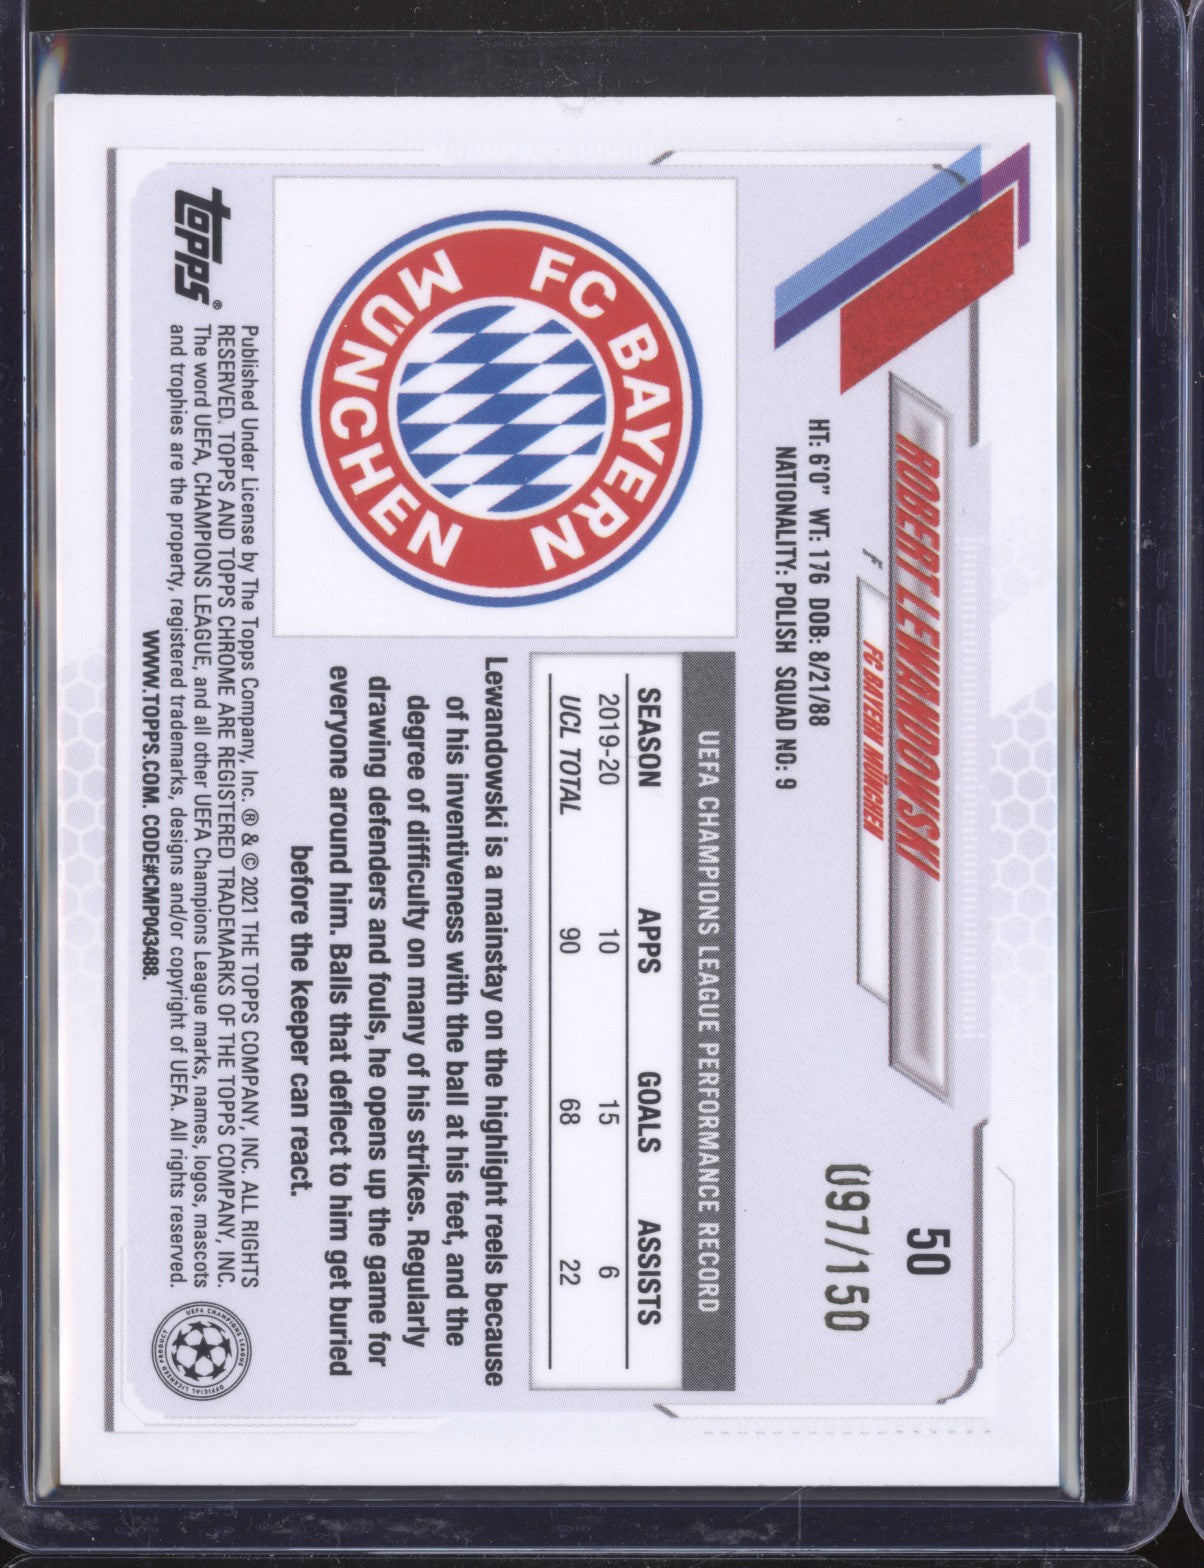 50
097/150
ROBERT LEWANDOWSKI
F
FC BAYERN MÜNCHEN
HT: 6'0" WT: 176 DOB: 8/21/88
NATIONALITY: POLISH SQUAD NO: 9
FC BAYERN
MÜNCHEN
UEFA CHAMPIONS LEAGUE PERFORMANCE RECORD
SEASON APPS GOALS ASSISTS
2019-20 10 15 6
UCL TOTAL 90 68 22
Lewandowski is a mainstay on the highlight reels because
of his inventiveness with the ball at his feet, and the
degree of difficulty on many of his strikes. Regularly
drawing defenders and fouls, he opens up the game for
everyone around him. Balls that deflect to him get buried
before the keeper can react.
topps®
Published Under License by The Topps Company, Inc. ® & © 2021 THE TOPPS COMPANY, INC. ALL RIGHTS
RESERVED. TOPPS AND TOPPS CHROME ARE REGISTERED TRADEMARKS OF THE TOPPS COMPANY, INC.
The word UEFA, CHAMPIONS LEAGUE, and all other UEFA Champions League marks, names, logos, mascots
and trophies are the property, registered trademarks, designs and/or copyright of UEFA. All rights reserved.
WWW.TOPPS.COM. CODE#CMP043488.
UEFA CHAMPIONS LEAGUE
OFFICIAL LICENSED PRODUCT